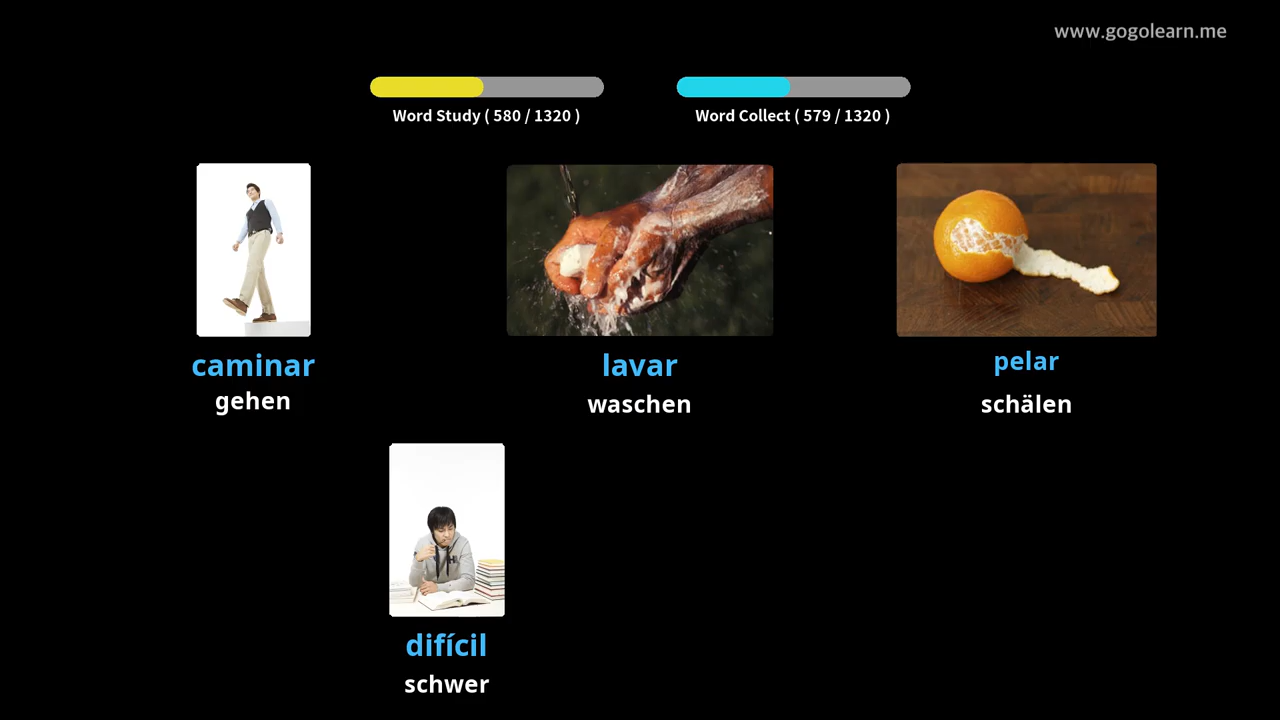 www.gogolearn.me
Word Study ( 580 / 1320 )
Word Collect ( 579 / 1320 )
caminar
gehen
lavar
waschen
pelar
schälen
difícil
schwer